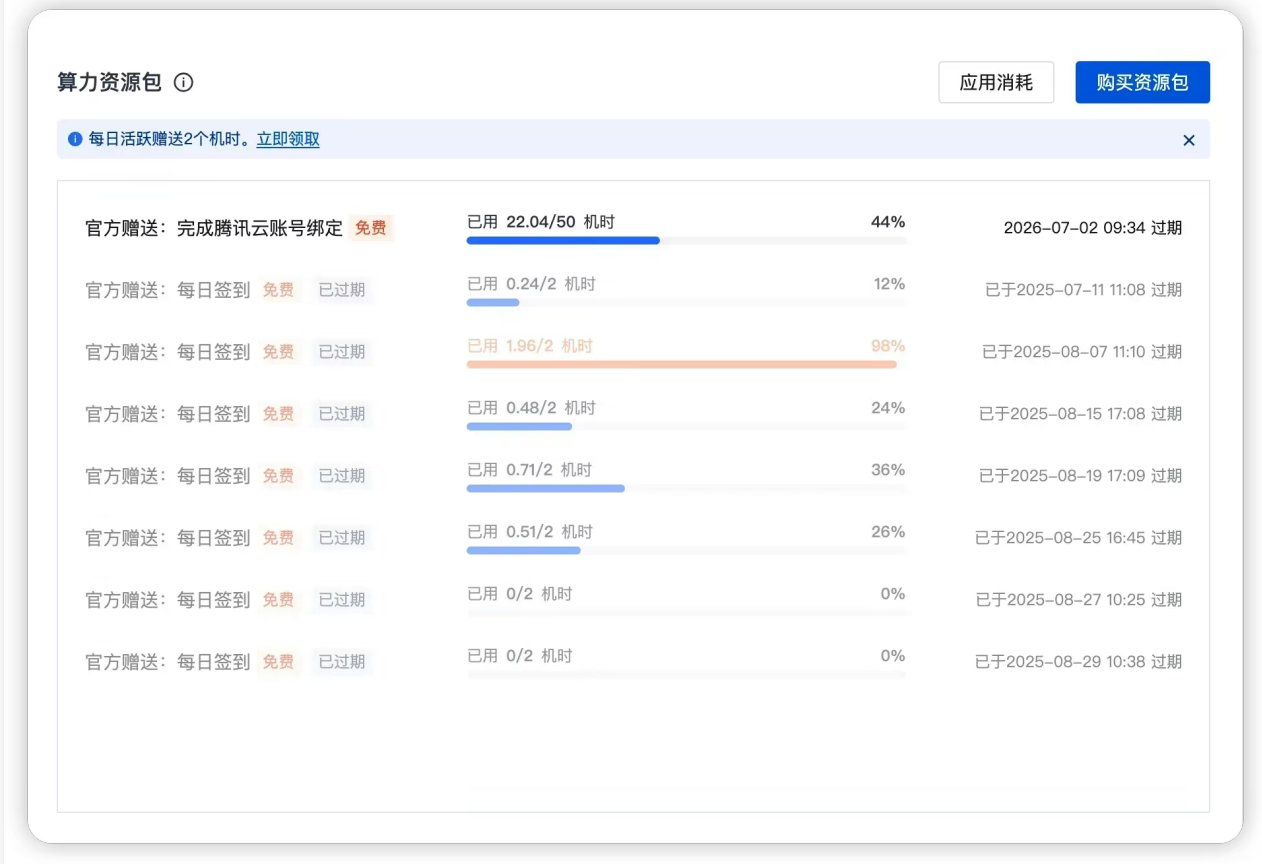 算力资源包
应用消耗 购买资源包
每日活跃赠送2个机时。立即领取
官方赠送：完成腾讯云账号绑定 免费 已用 22.04/50 机时 44% 2026-07-02 09:34 过期
官方赠送：每日签到 免费 已过期 已用 0.24/2 机时 12% 已于2025-07-11 11:08 过期
官方赠送：每日签到 免费 已过期 已用 1.96/2 机时 98% 已于2025-08-07 11:10 过期
官方赠送：每日签到 免费 已过期 已用 0.48/2 机时 24% 已于2025-08-15 17:08 过期
官方赠送：每日签到 免费 已过期 已用 0.71/2 机时 36% 已于2025-08-19 17:09 过期
官方赠送：每日签到 免费 已过期 已用 0.51/2 机时 26% 已于2025-08-25 16:45 过期
官方赠送：每日签到 免费 已过期 已用 0/2 机时 0% 已于2025-08-27 10:25 过期
官方赠送：每日签到 免费 已过期 已用 0/2 机时 0% 已于2025-08-29 10:38 过期